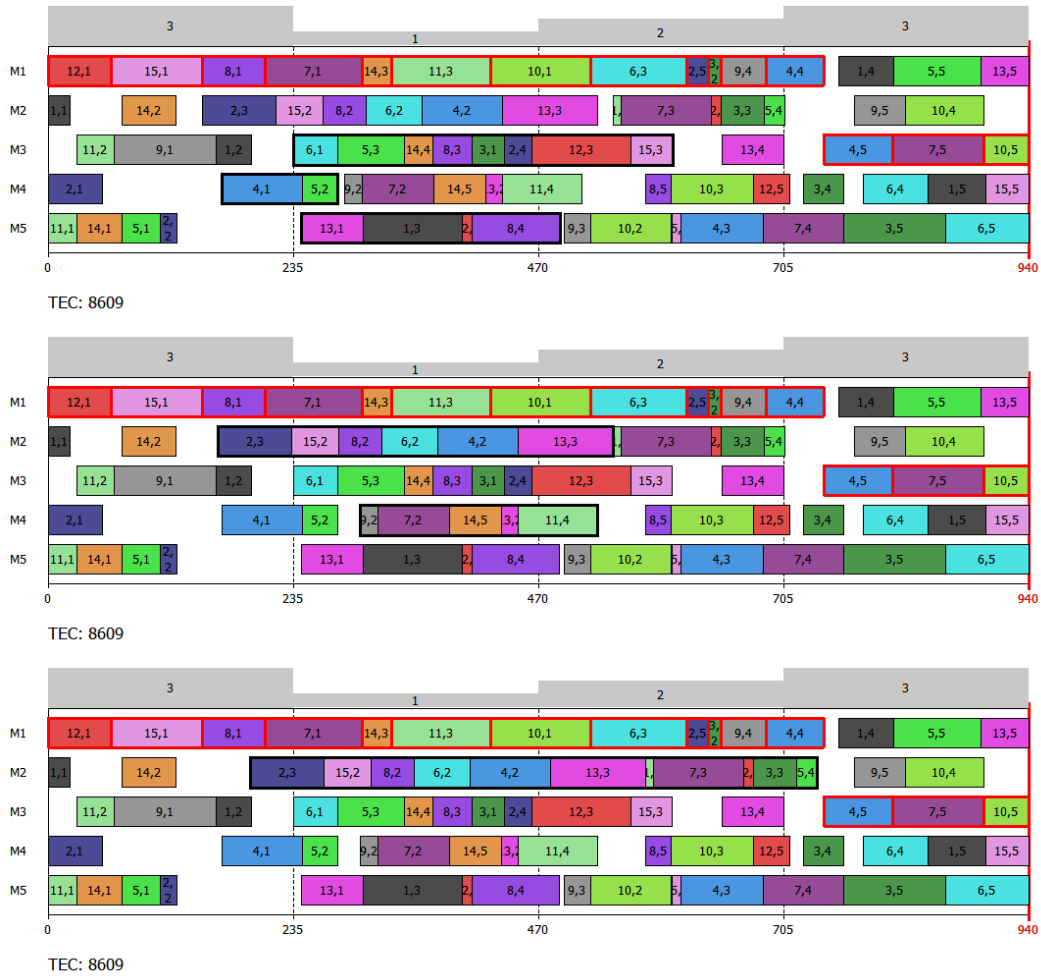 3 1 2 3
M1 12,1 15,1 8,1 7,1 14,3 11,3 10,1 6,3 2,5 3, 2 9,4 4,4 1,4 5,5 13,5
M2 1,1 14,2 2,3 15,2 8,2 6,2 4,2 13,3 1, 7,3 2, 3,3 5,4 9,5 10,4
M3 11,2 9,1 1,2 6,1 5,3 14,4 8,3 3,1 2,4 12,3 15,3 13,4 4,5 7,5 10,5
M4 2,1 4,1 5,2 9,2 7,2 14,5 3,2 11,4 8,5 10,3 12,5 3,4 6,4 1,5 15,5
M5 11,1 14,1 5,1 2, 2 13,1 1,3 2, 8,4 9,3 10,2 5, 4,3 7,4 3,5 6,5
0 235 470 705 940
TEC: 8609
3 1 2 3
M1 12,1 15,1 8,1 7,1 14,3 11,3 10,1 6,3 2,5 3, 2 9,4 4,4 1,4 5,5 13,5
M2 1,1 14,2 2,3 15,2 8,2 6,2 4,2 13,3 1, 7,3 2, 3,3 5,4 9,5 10,4
M3 11,2 9,1 1,2 6,1 5,3 14,4 8,3 3,1 2,4 12,3 15,3 13,4 4,5 7,5 10,5
M4 2,1 4,1 5,2 9,2 7,2 14,5 3,2 11,4 8,5 10,3 12,5 3,4 6,4 1,5 15,5
M5 11,1 14,1 5,1 2, 2 13,1 1,3 2, 8,4 9,3 10,2 5, 4,3 7,4 3,5 6,5
0 235 470 705 940
TEC: 8609
3 1 2 3
M1 12,1 15,1 8,1 7,1 14,3 11,3 10,1 6,3 2,5 3, 2 9,4 4,4 1,4 5,5 13,5
M2 1,1 14,2 2,3 15,2 8,2 6,2 4,2 13,3 1, 7,3 2, 3,3 5,4 9,5 10,4
M3 11,2 9,1 1,2 6,1 5,3 14,4 8,3 3,1 2,4 12,3 15,3 13,4 4,5 7,5 10,5
M4 2,1 4,1 5,2 9,2 7,2 14,5 3,2 11,4 8,5 10,3 12,5 3,4 6,4 1,5 15,5
M5 11,1 14,1 5,1 2, 2 13,1 1,3 2, 8,4 9,3 10,2 5, 4,3 7,4 3,5 6,5
0 235 470 705 940
TEC: 8609